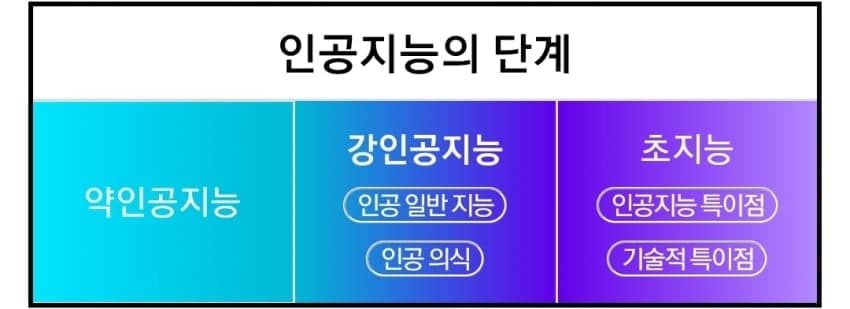 인공지능의 단계
약인공지능
강인공지능
인공 일반 지능
인공 의식
초지능
인공지능 특이점
기술적 특이점